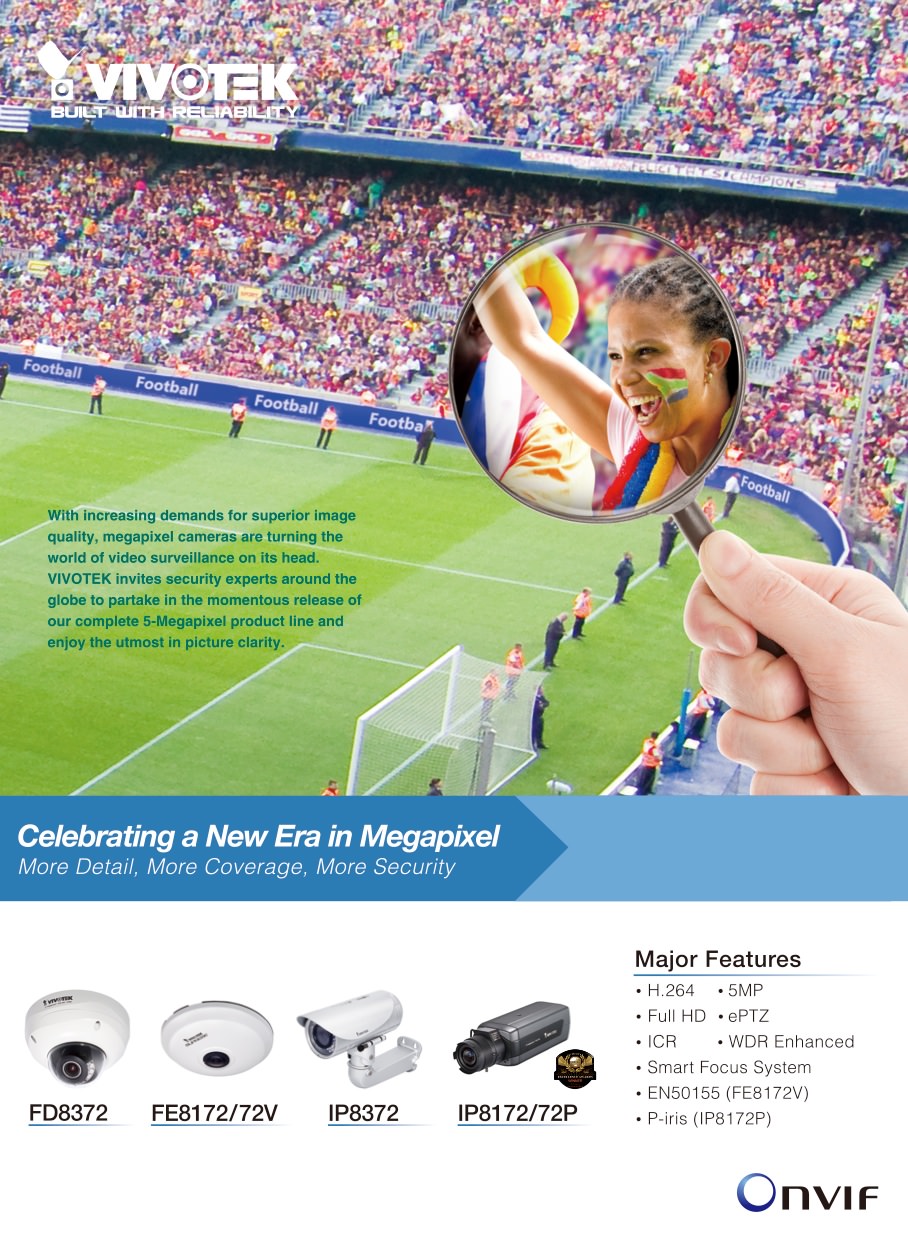 VIVOTEK
BUILT WITH RELIABILITY
FELICITATS CAMPIONS
Football
Football
Football
Football
Football
With increasing demands for superior image
quality, megapixel cameras are turning the
world of video surveillance on its head.
VIVOTEK invites security experts around the
globe to partake in the momentous release of
our complete 5-Megapixel product line and
enjoy the utmost in picture clarity.
Celebrating a New Era in Megapixel
More Detail, More Coverage, More Security
Major Features
• H.264 • 5MP
• Full HD • ePTZ
• ICR • WDR Enhanced
• Smart Focus System
• EN50155 (FE8172V)
• P-iris (IP8172P)
VIVOTEK
FD8372
FE8172/72V
IP8372
IP8172/72P
ONVIF